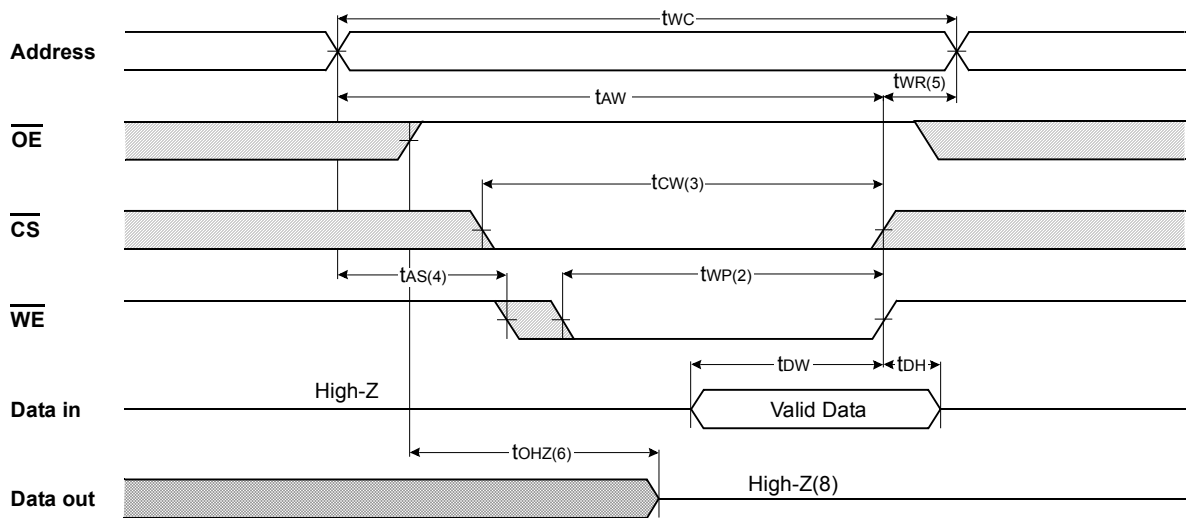 tWC
Address
tWR(5)
tAW
OE
tCW(3)
CS
tAS(4)
tWP(2)
WE
tDW
tDH
High-Z
Data in
Valid Data
tOHZ(6)
High-Z(8)
Data out